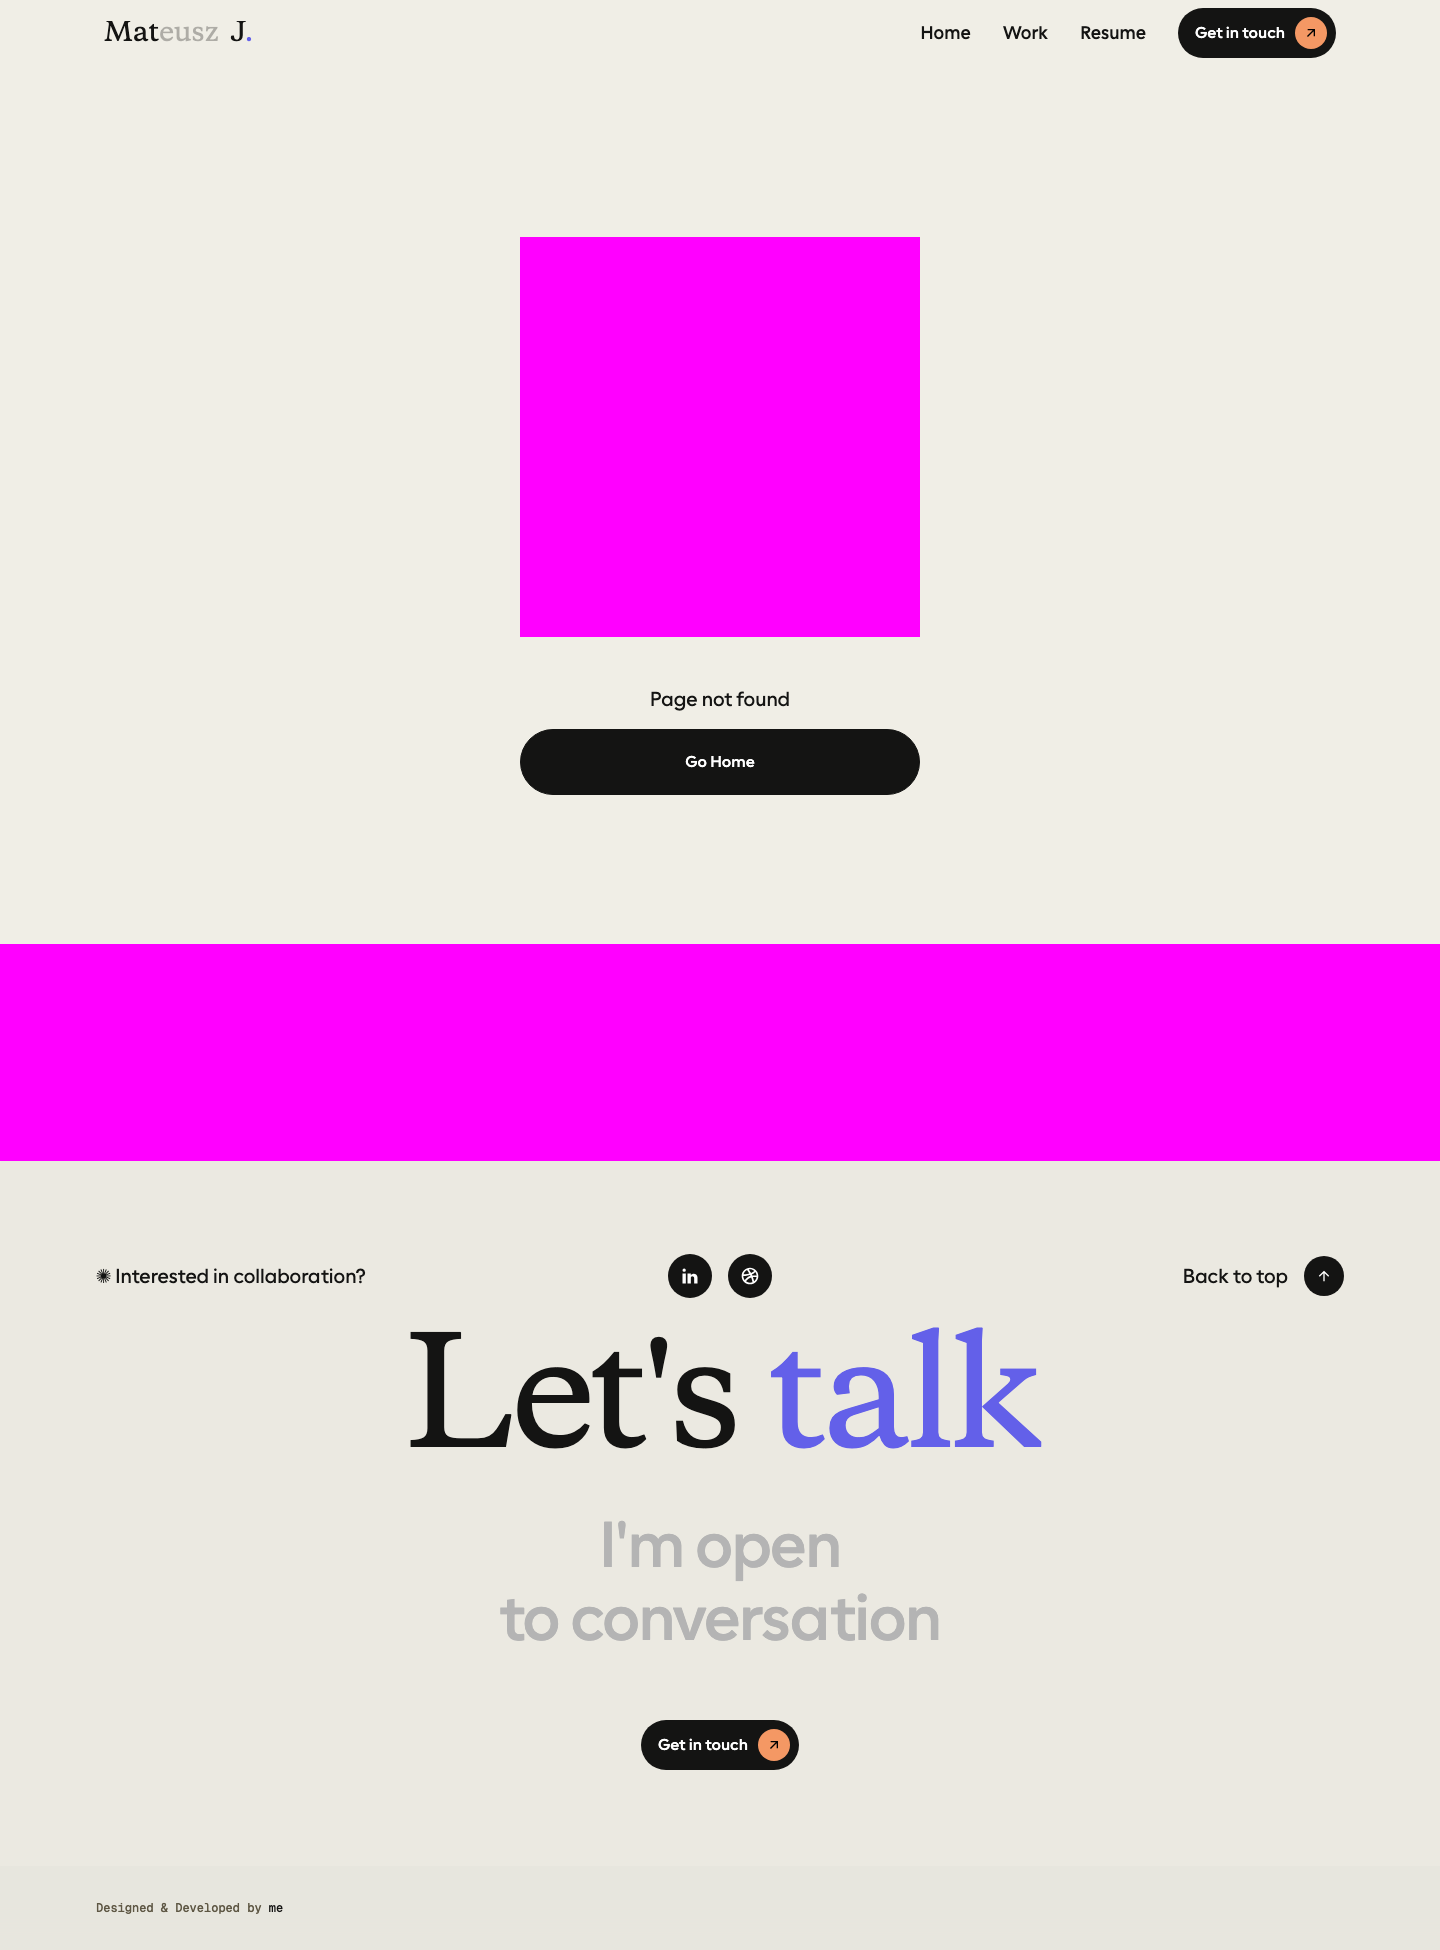 Mateusz J.
Home
Work
Resume
Get in touch
Page not found
Go Home
✺ Interested in collaboration?
Back to top
Let's talk
I'm open
to conversation
Get in touch
Designed & Developed by me